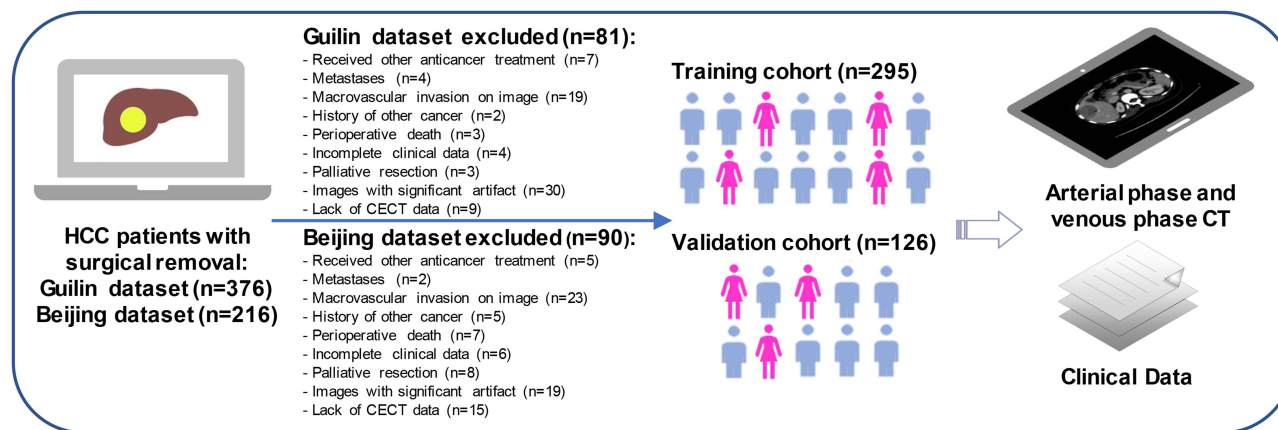 HCC patients with
surgical removal:
Guilin dataset (n=376)
Beijing dataset (n=216)
Guilin dataset excluded (n=81):
- Received other anticancer treatment (n=7)
- Metastases (n=4)
- Macrovascular invasion on image (n=19)
- History of other cancer (n=2)
- Perioperative death (n=3)
- Incomplete clinical data (n=4)
- Palliative resection (n=3)
- Images with significant artifact (n=30)
- Lack of CECT data (n=9)
Beijing dataset excluded (n=90):
- Received other anticancer treatment (n=5)
- Metastases (n=2)
- Macrovascular invasion on image (n=23)
- History of other cancer (n=5)
- Perioperative death (n=7)
- Incomplete clinical data (n=6)
- Palliative resection (n=8)
- Images with significant artifact (n=19)
- Lack of CECT data (n=15)
Training cohort (n=295)
Validation cohort (n=126)
Arterial phase and
venous phase CT
Clinical Data